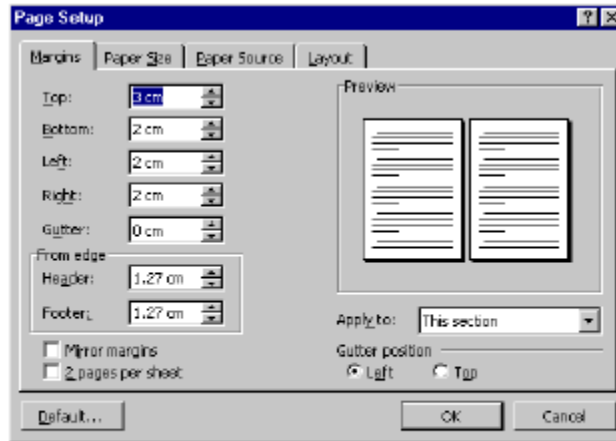 Page Setup
Margins Paper Size Paper Source Layout
Top: 3 cm
Bottom: 2 cm
Left: 2 cm
Right: 2 cm
Gutter: 0 cm
From edge
Header: 1.27 cm
Footer: 1.27 cm
Mirror margins
2 pages per sheet
Preview
Apply to: This section
Gutter position
Left Top
Default... OK Cancel